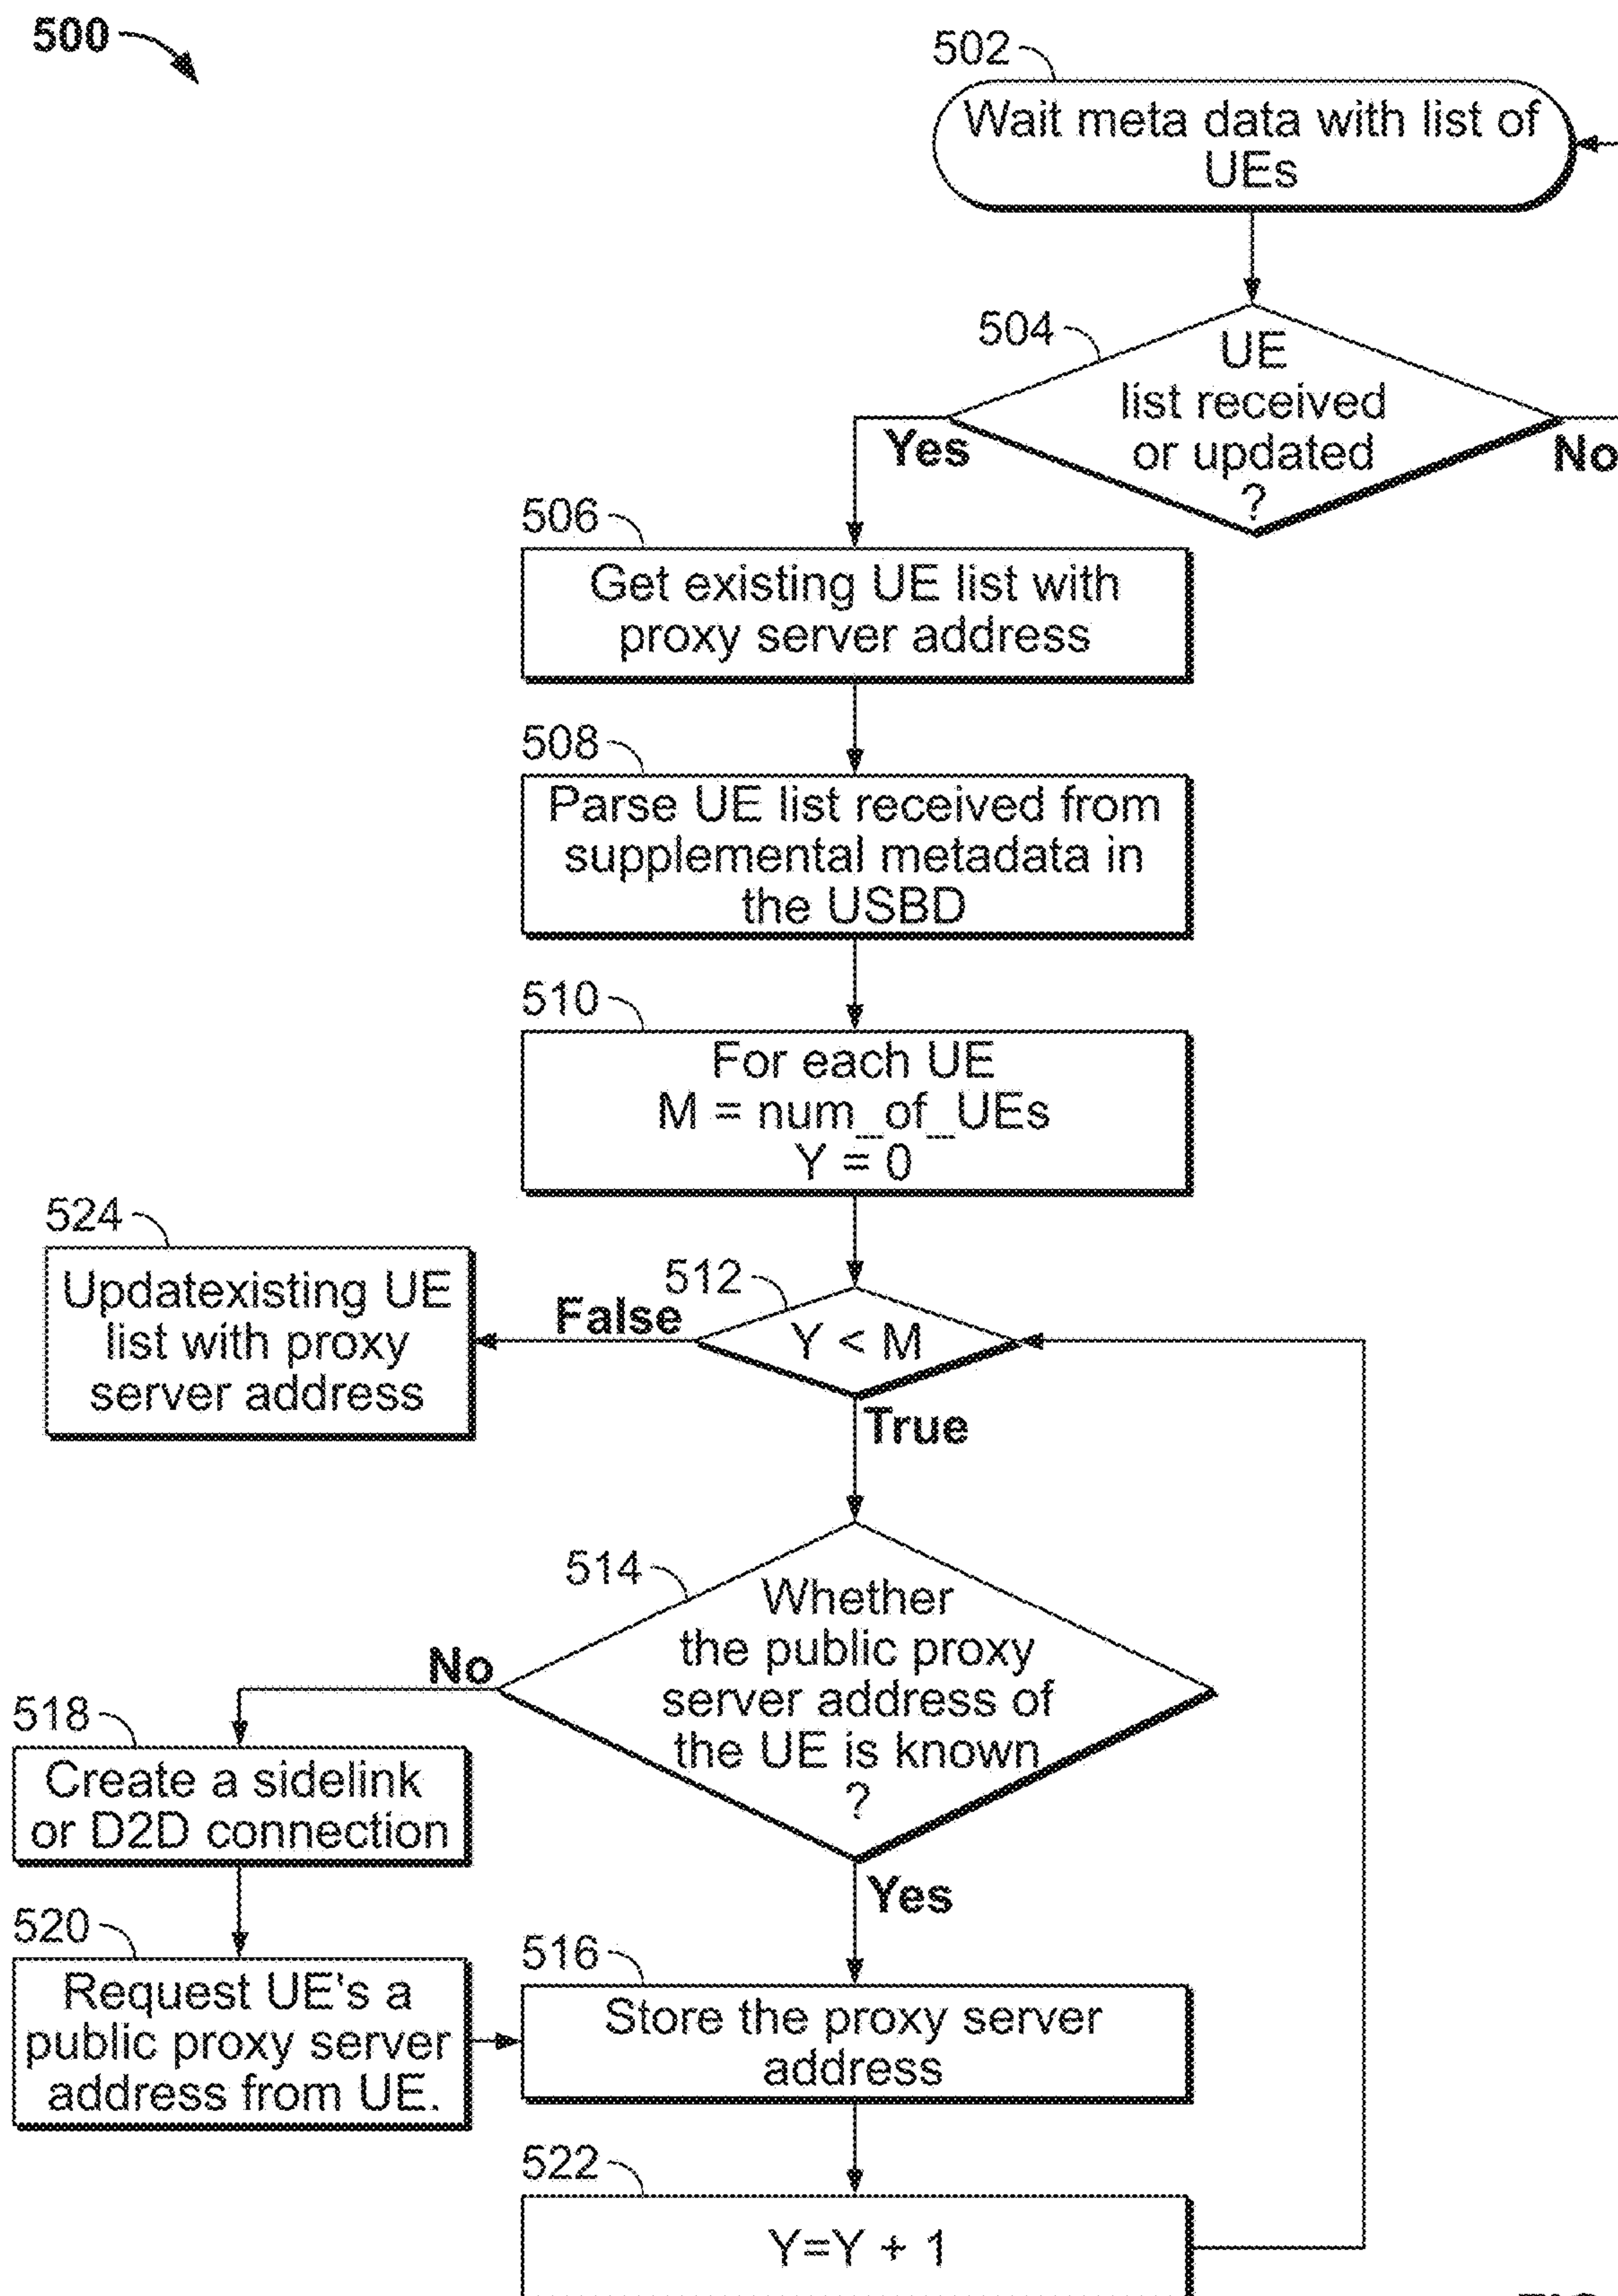 500
502
Wait meta data with list of
UEs
504
UE
list received
or updated
?
Yes
No
506
Get existing UE list with
proxy server address
508
Parse UE list received from
supplemental metadata in
the USBD
510
For each UE
M = num_of_UEs
Y = 0
524
Updatexisting UE
list with proxy
server address
512
False
Y < M
True
514
Whether
the public proxy
server address of
the UE is known
?
No
518
Create a sidelink
or D2D connection
Yes
520
Request UE's a
public proxy server
address from UE.
516
Store the proxy server
address
522
Y=Y + 1